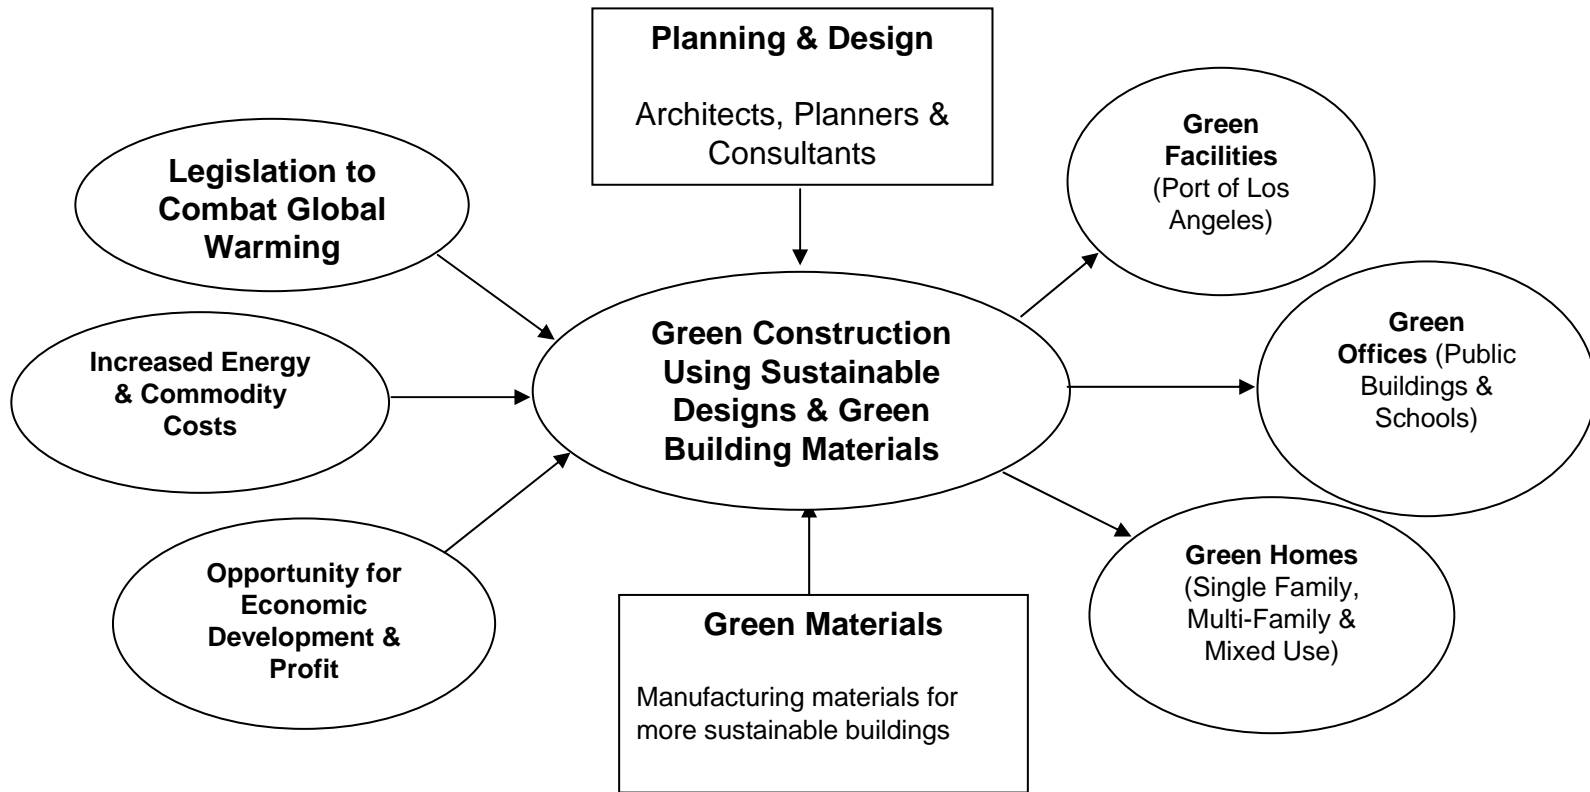 Planning & Design
Architects, Planners &
Consultants
Legislation to
Combat Global
Warming
Increased Energy
& Commodity
Costs
Opportunity for
Economic
Development &
Profit
Green Construction
Using Sustainable
Designs & Green
Building Materials
Green Materials
Manufacturing materials for
more sustainable buildings
Green
Facilities
(Port of Los
Angeles)
Green
Offices (Public
Buildings &
Schools)
Green Homes
(Single Family,
Multi-Family &
Mixed Use)